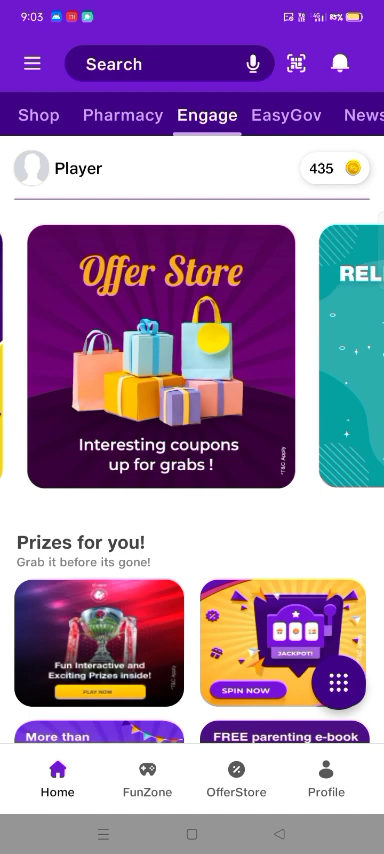 9:03
83%
Search
Shop Pharmacy Engage EasyGov News
Player
435
Offer Store
Interesting coupons
up for grabs !
*T&C Apply
REL
Prizes for you!
Grab it before its gone!
Fun Interactive and
Exciting Prizes inside!
PLAY NOW
*T&C Apply
JACKPOT!
SPIN NOW
More than
FREE parenting e-book
Home FunZone OfferStore Profile